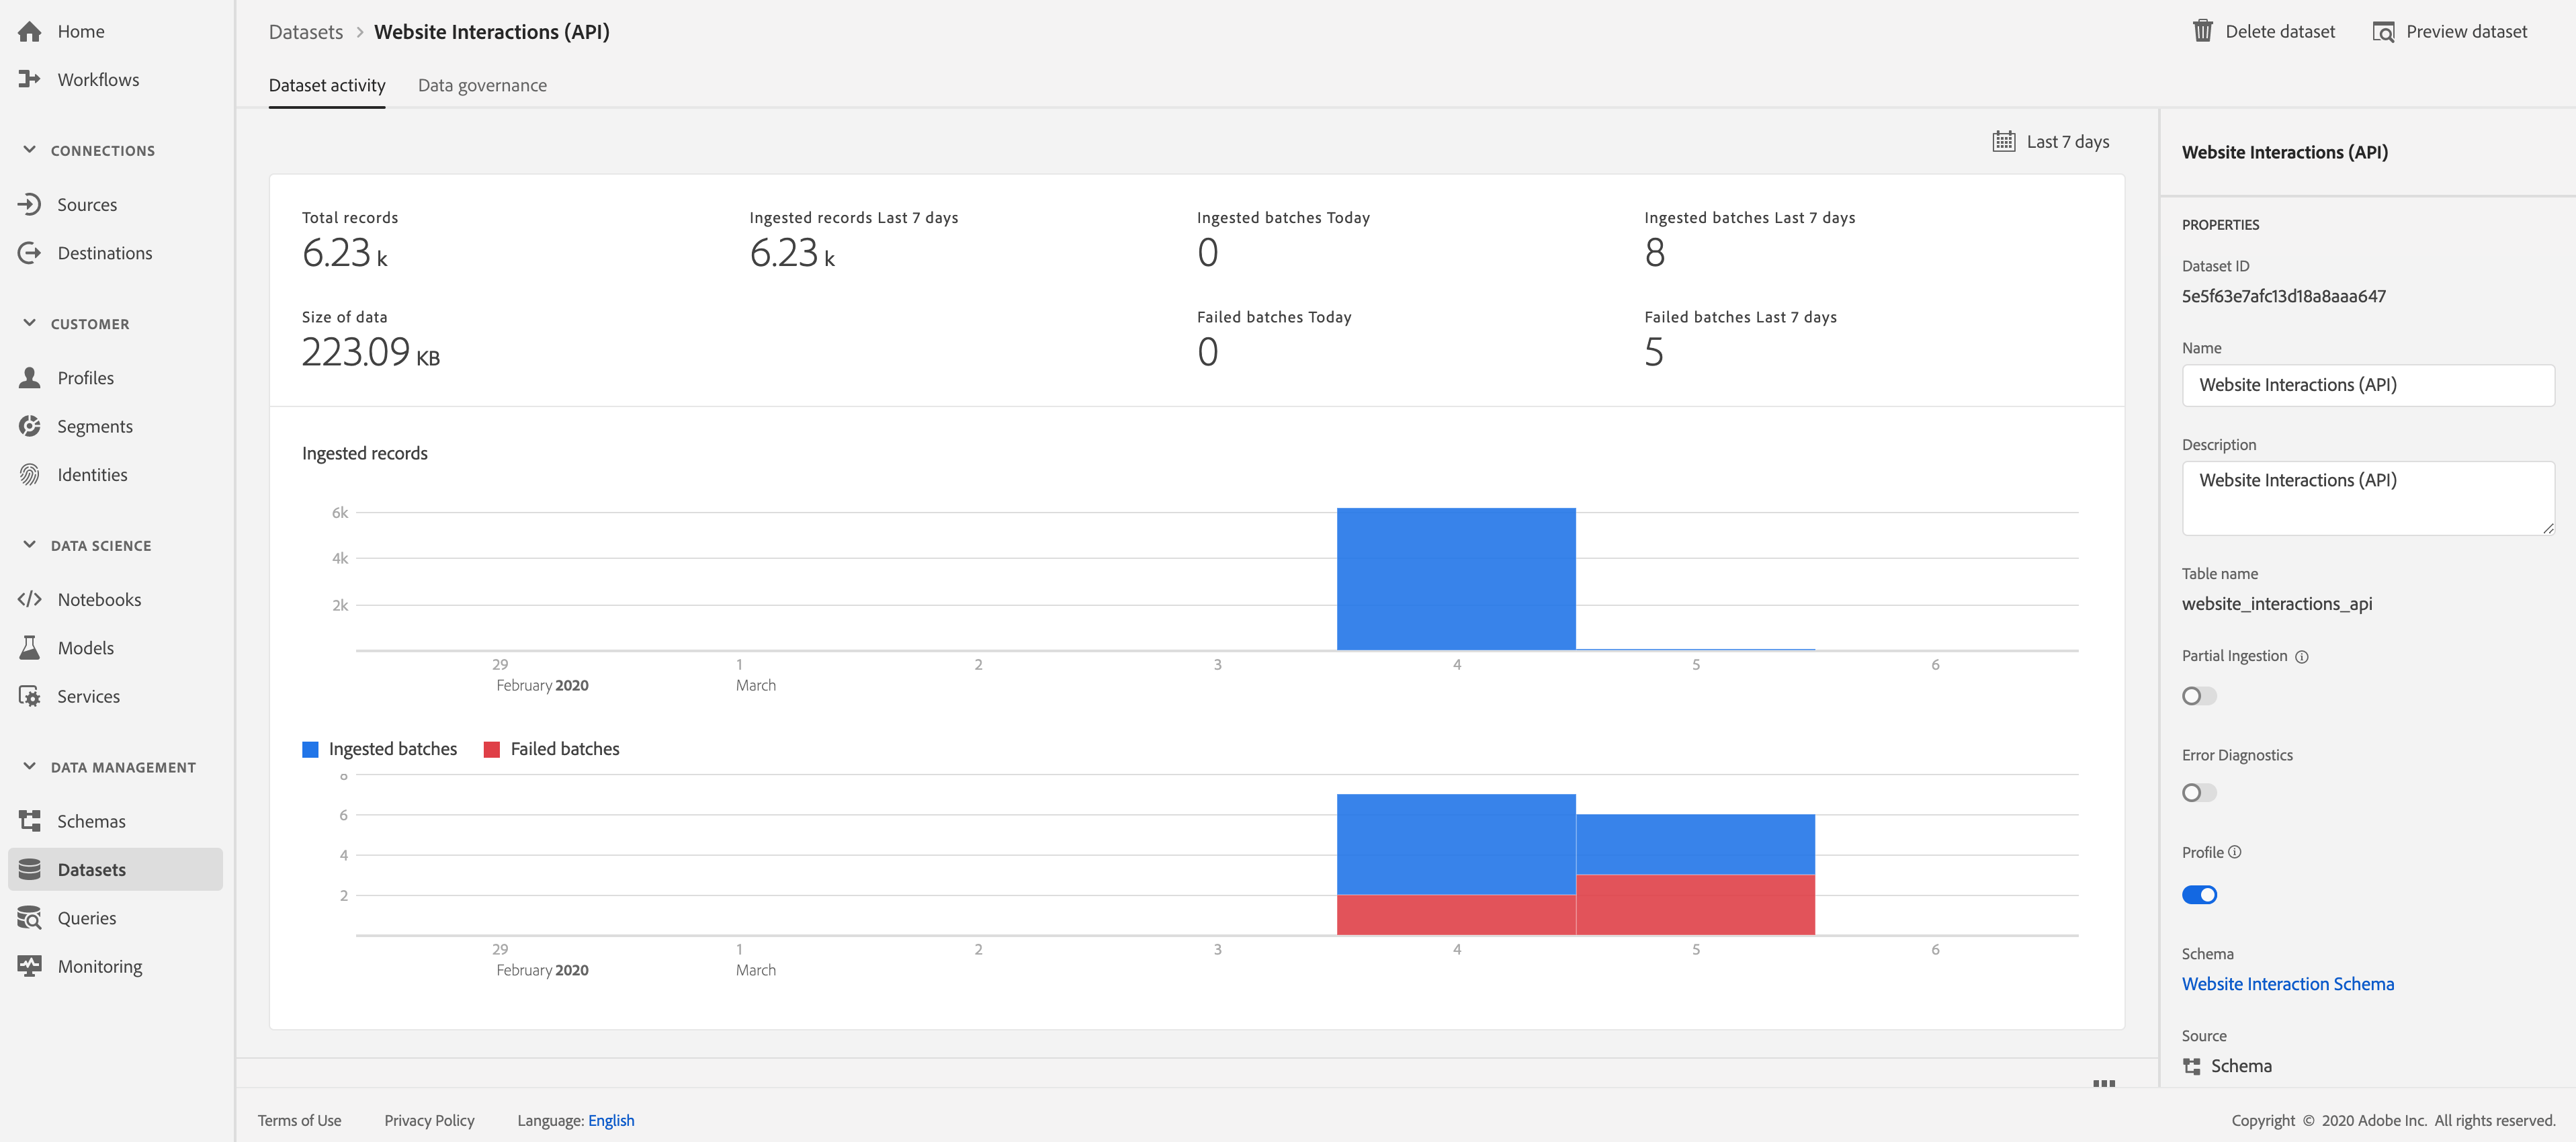 Home
Workflows
CONNECTIONS
Sources
Destinations
CUSTOMER
Profiles
Segments
Identities
DATA SCIENCE
Notebooks
Models
Services
DATA MANAGEMENT
Schemas
Datasets
Queries
Monitoring
Datasets > Website Interactions (API)
Delete dataset
Preview dataset
Dataset activity
Data governance
Last 7 days
Total records
6.23 k
Ingested records Last 7 days
6.23 k
Ingested batches Today
0
Ingested batches Last 7 days
8
Size of data
223.09 KB
Failed batches Today
0
Failed batches Last 7 days
5
Ingested records
6k
4k
2k
29 1 2 3 4 5 6
February 2020 March
Ingested batches Failed batches
8
6
4
2
29 1 2 3 4 5 6
February 2020 March
Website Interactions (API)
PROPERTIES
Dataset ID
5e5f63e7afc13d18a8aaa647
Name
Website Interactions (API)
Description
Website Interactions (API)
Table name
website_interactions_api
Partial Ingestion
Error Diagnostics
Profile
Schema
Website Interaction Schema
Source
Schema
Terms of Use
Privacy Policy
Language: English
Copyright © 2020 Adobe Inc. All rights reserved.